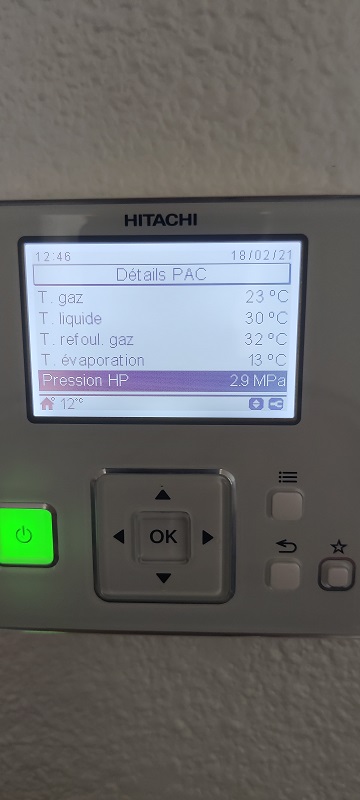 HITACHI
12:46 18/02/21
Détails PAC
T. gaz 23 °C
T. liquide 30 °C
T. refoul. gaz 32 °C
T. évaporation 13 °C
Pression HP 2.9 MPa
12°c
OK